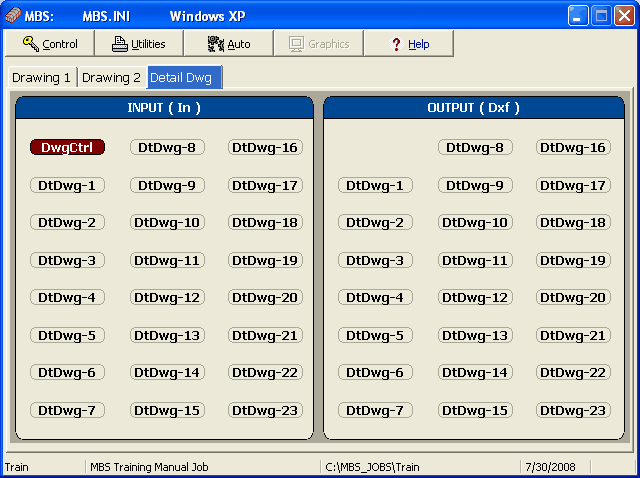 MBS: MBS.INI Windows XP
Control Utilities Auto Graphics ? Help
Drawing 1 Drawing 2 Detail Dwg
INPUT ( In ) OUTPUT ( Dxf )
DwgCtrl DtDwg-8 DtDwg-16 DtDwg-8 DtDwg-16
DtDwg-1 DtDwg-9 DtDwg-17 DtDwg-1 DtDwg-9 DtDwg-17
DtDwg-2 DtDwg-10 DtDwg-18 DtDwg-2 DtDwg-10 DtDwg-18
DtDwg-3 DtDwg-11 DtDwg-19 DtDwg-3 DtDwg-11 DtDwg-19
DtDwg-4 DtDwg-12 DtDwg-20 DtDwg-4 DtDwg-12 DtDwg-20
DtDwg-5 DtDwg-13 DtDwg-21 DtDwg-5 DtDwg-13 DtDwg-21
DtDwg-6 DtDwg-14 DtDwg-22 DtDwg-6 DtDwg-14 DtDwg-22
DtDwg-7 DtDwg-15 DtDwg-23 DtDwg-7 DtDwg-15 DtDwg-23
Train MBS Training Manual Job C:\MBS_JOBS\Train 7/30/2008